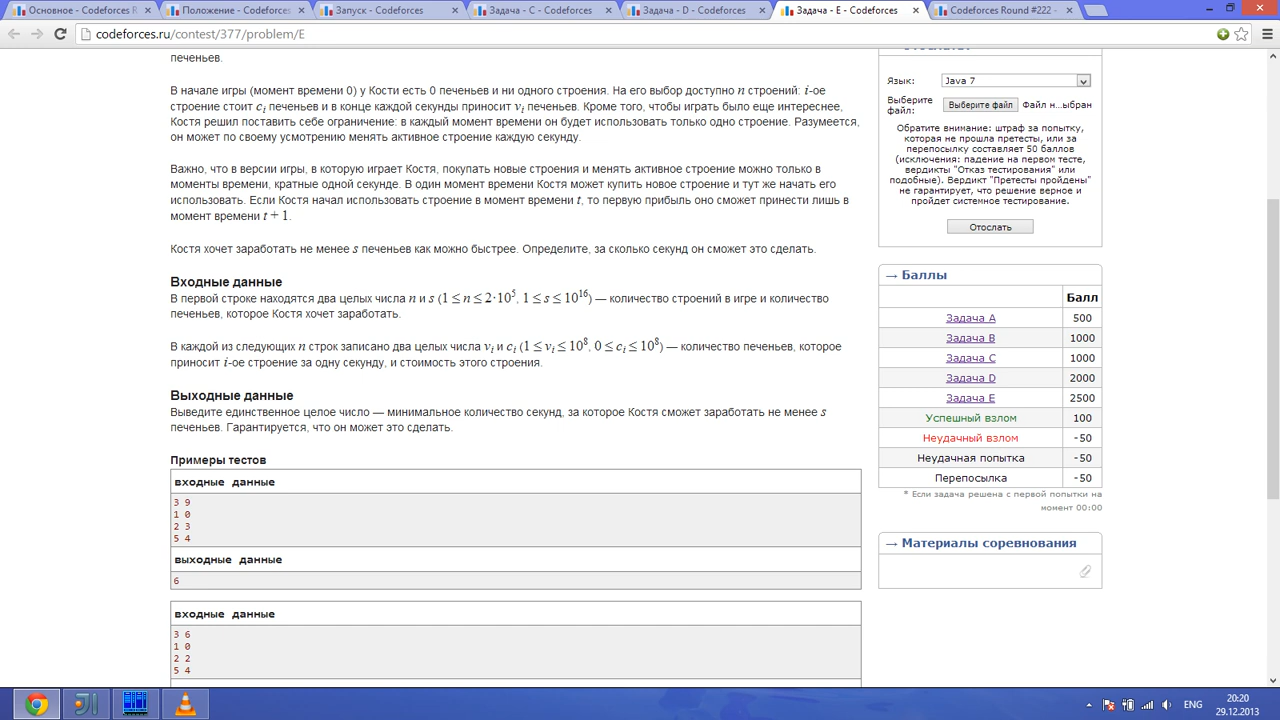 Основное - Codeforces R
Положение - Codeforces
Запуск - Codeforces
Задача - C - Codeforces
Задача - D - Codeforces
Задача - E - Codeforces
Codeforces Round #222 -
codeforces.ru/contest/377/problem/E
печеньев.
В начале игры (момент времени 0) у Кости есть 0 печеньев и ни одного строения. На его выбор доступно n строений: i-ое
строение стоит c_i печеньев и в конце каждой секунды приносит v_i печеньев. Кроме того, чтобы играть было еще интереснее,
Костя решил поставить себе ограничение: в каждый момент времени он будет использовать только одно строение. Разумеется,
он может по своему усмотрению менять активное строение каждую секунду.
Важно, что в версии игры, в которую играет Костя, покупать новые строения и менять активное строение можно только в
моменты времени, кратные одной секунде. В один момент времени Костя может купить новое строение и тут же начать его
использовать. Если Костя начал использовать строение в момент времени t, то первую прибыль оно сможет принести лишь в
момент времени t + 1.
Костя хочет заработать не менее s печеньев как можно быстрее. Определите, за сколько секунд он сможет это сделать.
Входные данные
В первой строке находятся два целых числа n и s (1 ≤ n ≤ 2·10^5, 1 ≤ s ≤ 10^16) — количество строений в игре и количество
печеньев, которое Костя хочет заработать.
В каждой из следующих n строк записано два целых числа v_i и c_i (1 ≤ v_i ≤ 10^8, 0 ≤ c_i ≤ 10^8) — количество печеньев, которое
приносит i-ое строение за одну секунду, и стоимость этого строения.
Выходные данные
Выведите единственное целое число — минимальное количество секунд, за которое Костя сможет заработать не менее s
печеньев. Гарантируется, что он может это сделать.
Примеры тестов
входные данные
3 9
1 0
2 3
5 4
выходные данные
6
входные данные
3 6
1 0
2 2
5 4
Язык: Java 7
Выберите файл: Выберите файл Файл н...ыбран
Обратите внимание: штраф за попытку,
которая не прошла претесты, или за
перепосылку составляет 50 баллов
(исключения: падение на первом тесте,
вердикты "Отказ тестирования" или
подобные). Вердикт "Претесты пройдены"
не гарантирует, что решение верное и
пройдет системное тестирование.
Отослать
→ Баллы
Балл
Задача A 500
Задача B 1000
Задача C 1000
Задача D 2000
Задача E 2500
Успешный взлом 100
Неудачный взлом -50
Неудачная попытка -50
Перепосылка -50
* Если задача решена с первой попытки на
момент 00:00
→ Материалы соревнования
ENG
20:20
29.12.2013